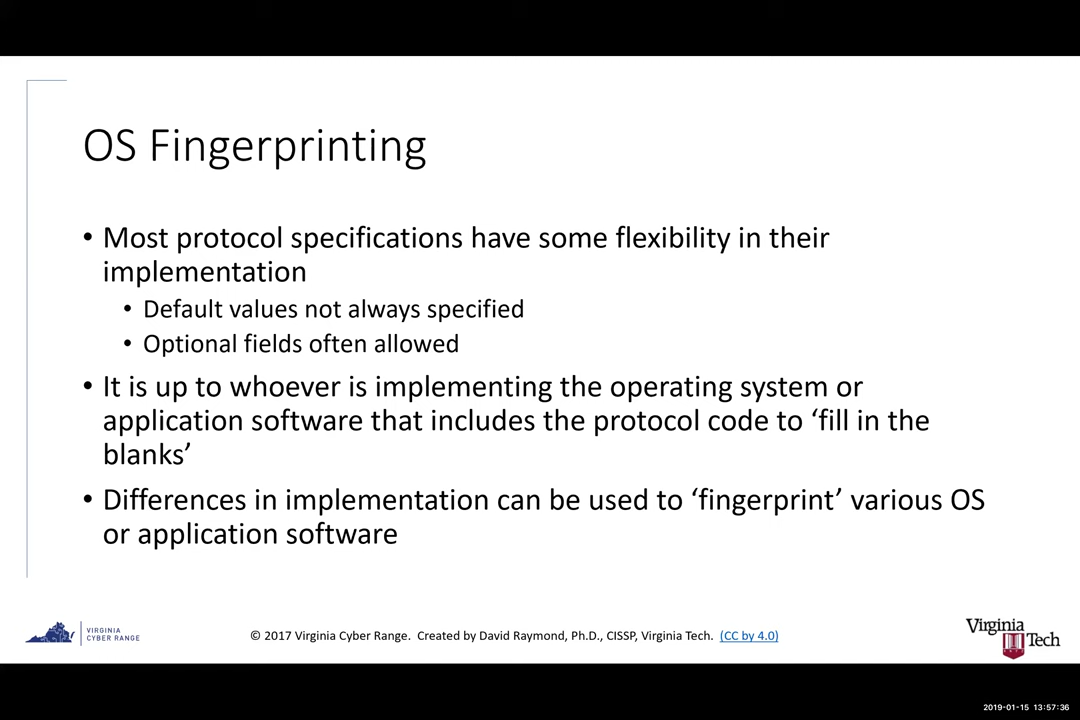 OS Fingerprinting
• Most protocol specifications have some flexibility in their
implementation
• Default values not always specified
• Optional fields often allowed
• It is up to whoever is implementing the operating system or
application software that includes the protocol code to ‘fill in the
blanks’
• Differences in implementation can be used to ‘fingerprint’ various OS
or application software
VIRGINIA
CYBER RANGE
© 2017 Virginia Cyber Range. Created by David Raymond, Ph.D., CISSP, Virginia Tech. (CC by 4.0)
Virginia
Tech
2019-01-15 13:57:36